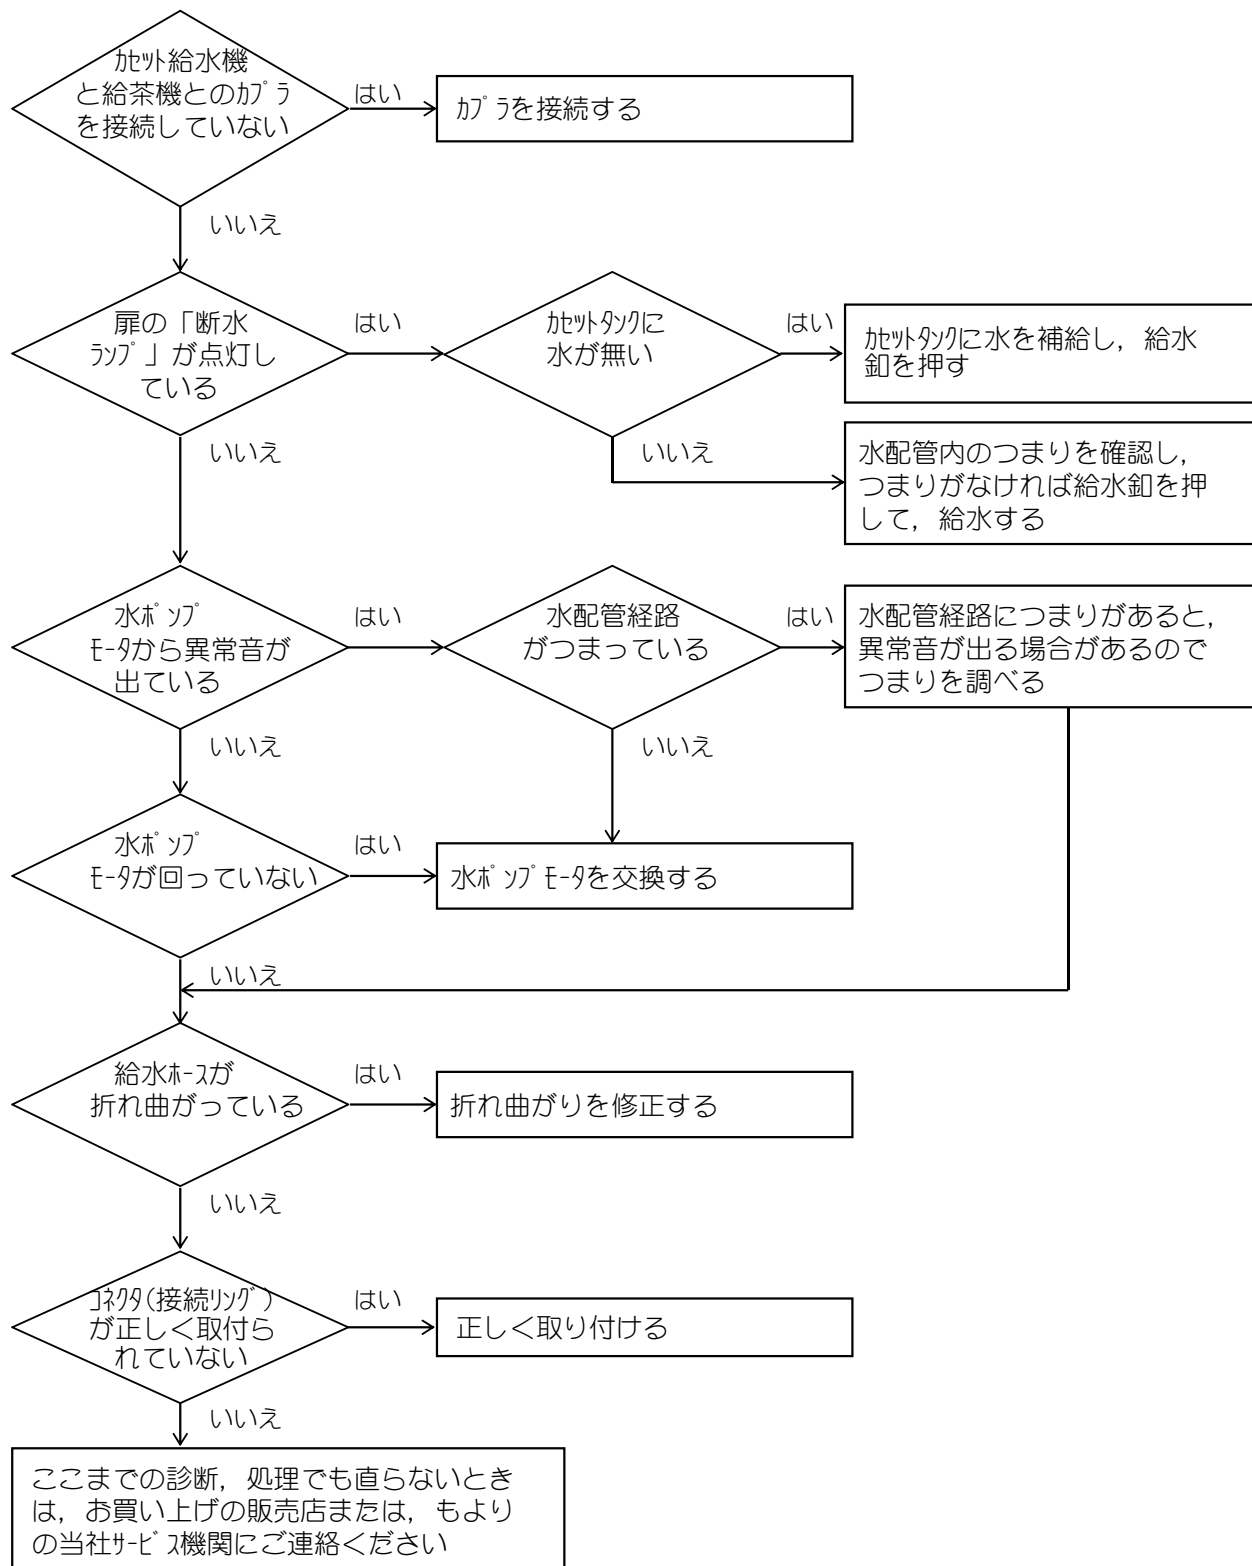 ｶｾｯﾄ給水機
と給茶機とのｶﾌﾟﾗ
を接続していない
はい
ｶﾌﾟﾗを接続する
いいえ
扉の「断水
ﾗﾝﾌﾟ」が点灯し
ている
はい
ｶｾｯﾄﾀﾝｸに
水が無い
はい
ｶｾｯﾄﾀﾝｸに水を補給し，給水
釦を押す
いいえ
いいえ
水配管内のつまりを確認し，
つまりがなければ給水釦を押
して，給水する
水ﾎﾟﾝﾌﾟ
ﾓｰﾀから異常音が
出ている
はい
水配管経路
がつまっている
はい
水配管経路につまりがあると，
異常音が出る場合があるので
つまりを調べる
いいえ
いいえ
水ﾎﾟﾝﾌﾟ
ﾓｰﾀが回っていない
はい
水ﾎﾟﾝﾌﾟﾓｰﾀを交換する
いいえ
給水ﾎｰｽが
折れ曲がっている
はい
折れ曲がりを修正する
いいえ
ｺﾈｸﾀ(接続ﾘﾝｸﾞ)
が正しく取付ら
れていない
はい
正しく取り付ける
いいえ
ここまでの診断，処理でも直らないとき
は，お買い上げの販売店または，もより
の当社ｻｰﾋﾞｽ機関にご連絡ください